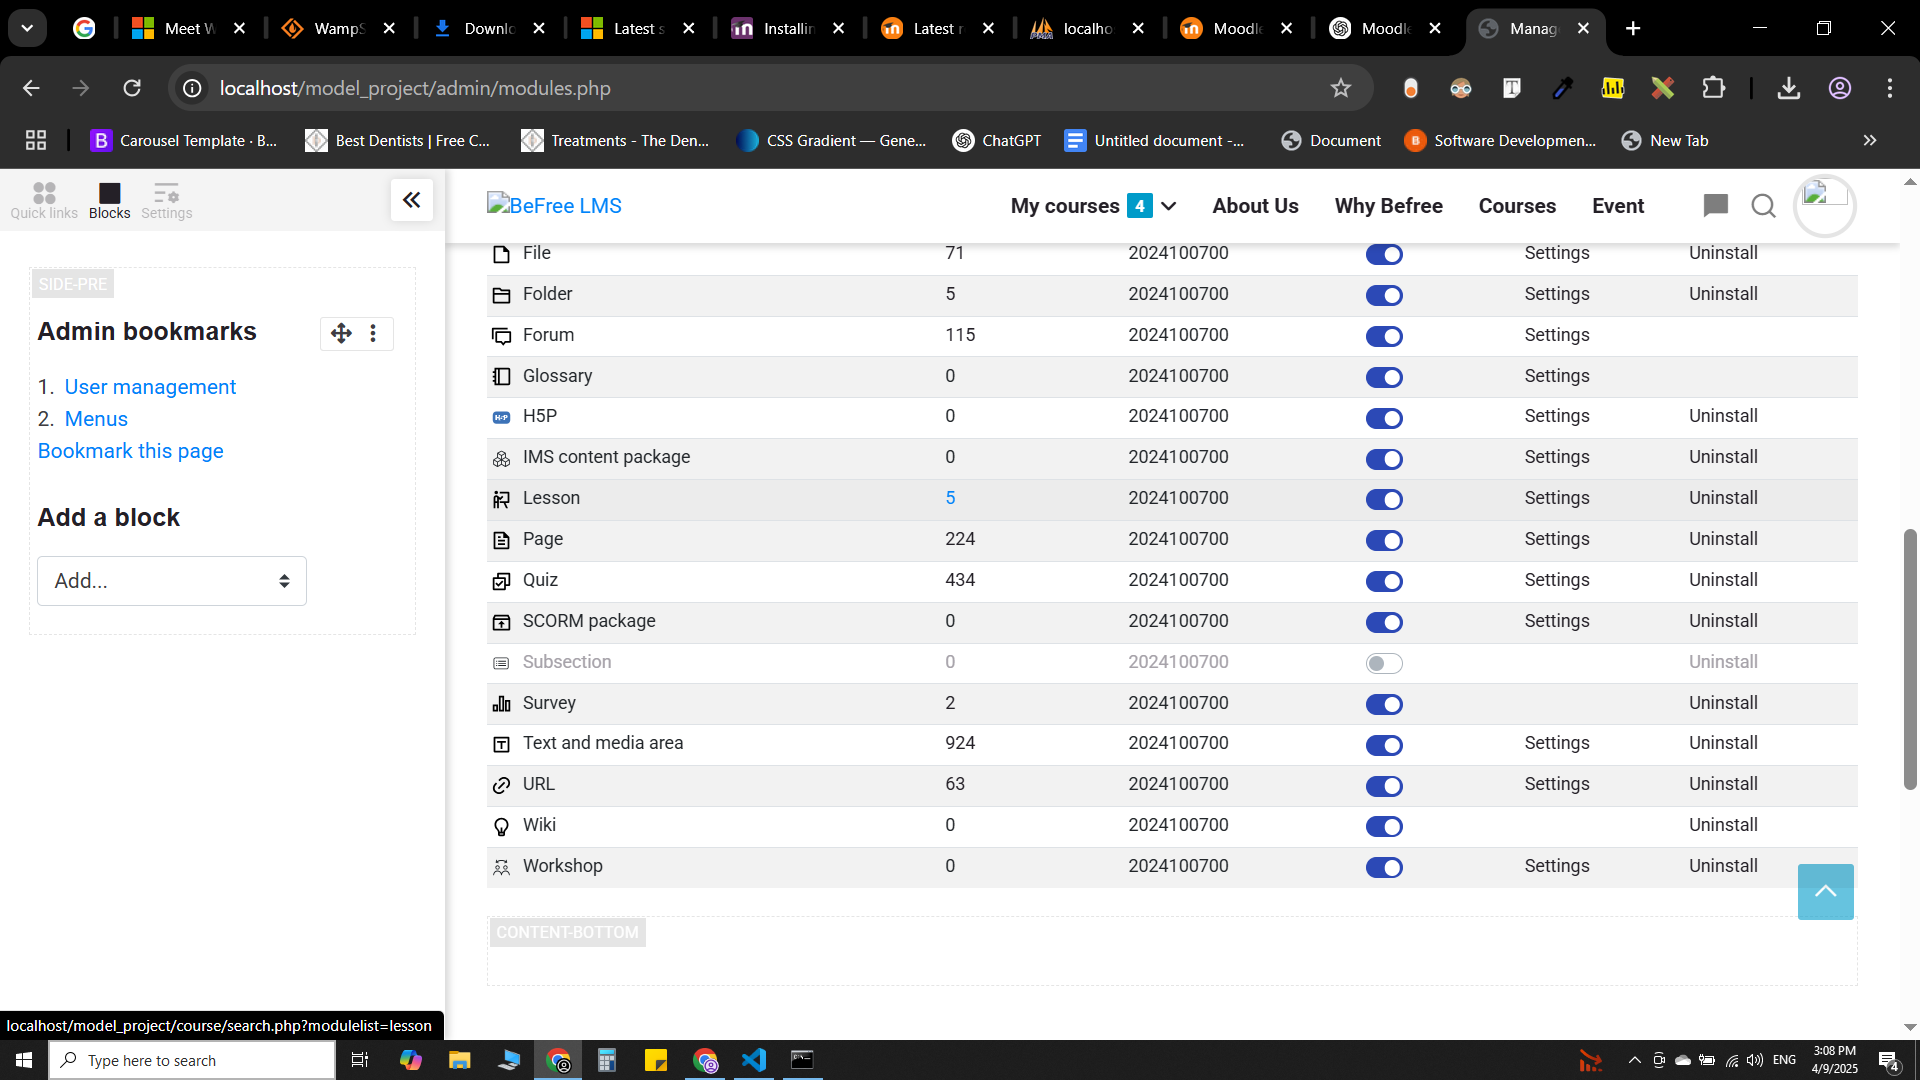 Meet W
WampS
Downlo
Latest s
Installin
Latest r
localho
Moodle
Moodle
Manag
localhost/model_project/admin/modules.php
Carousel Template · B...
Best Dentists | Free C...
Treatments - The Den...
CSS Gradient — Gene...
ChatGPT
Untitled document -...
Document
Software Developmen...
New Tab
Quick links
Blocks
Settings
BeFree LMS
My courses 4
About Us
Why Befree
Courses
Event
SIDE-PRE
Admin bookmarks
1. User management
2. Menus
Bookmark this page
Add a block
Add...
File 71 2024100700 Settings Uninstall
Folder 5 2024100700 Settings Uninstall
Forum 115 2024100700 Settings
Glossary 0 2024100700 Settings
H5P 0 2024100700 Settings Uninstall
IMS content package 0 2024100700 Settings Uninstall
Lesson 5 2024100700 Settings Uninstall
Page 224 2024100700 Settings Uninstall
Quiz 434 2024100700 Settings Uninstall
SCORM package 0 2024100700 Settings Uninstall
Subsection 0 2024100700 Uninstall
Survey 2 2024100700 Uninstall
Text and media area 924 2024100700 Settings Uninstall
URL 63 2024100700 Settings Uninstall
Wiki 0 2024100700 Uninstall
Workshop 0 2024100700 Settings Uninstall
CONTENT-BOTTOM
localhost/model_project/course/search.php?modulelist=lesson
Type here to search
ENG
3:08 PM
4/9/2025
4